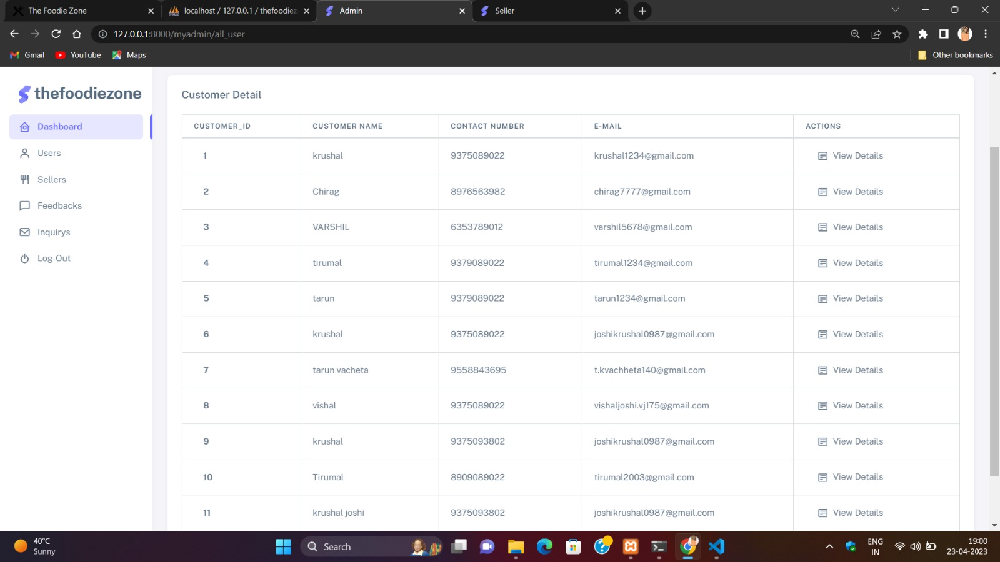 The Foodie Zone
localhost / 127.0.0.1 / thefoodiez
Admin
Seller
127.0.0.1:8000/myadmin/all_user
Gmail YouTube Maps Other bookmarks
thefoodiezone
Dashboard
Users
Sellers
Feedbacks
Inquirys
Log-Out
Customer Detail
CUSTOMER_ID CUSTOMER NAME CONTACT NUMBER E-MAIL ACTIONS
1 krushal 9375089022 krushal1234@gmail.com View Details
2 Chirag 8976563982 chirag7777@gmail.com View Details
3 VARSHIL 6353789012 varshil5678@gmail.com View Details
4 tirumal 9379089022 tirumal1234@gmail.com View Details
5 tarun 9379089022 tarun1234@gmail.com View Details
6 krushal 9375089022 joshikrushal0987@gmail.com View Details
7 tarun vacheta 9558843695 t.kvachheta140@gmail.com View Details
8 vishal 9375089022 vishaljoshi.vj175@gmail.com View Details
9 krushal 9375093802 joshikrushal0987@gmail.com View Details
10 Tirumal 8909089022 tirumal2003@gmail.com View Details
11 krushal joshi 9375093802 joshikrushal0987@gmail.com View Details
40°C
Sunny
Search
ENG
IN
19:00
23-04-2023